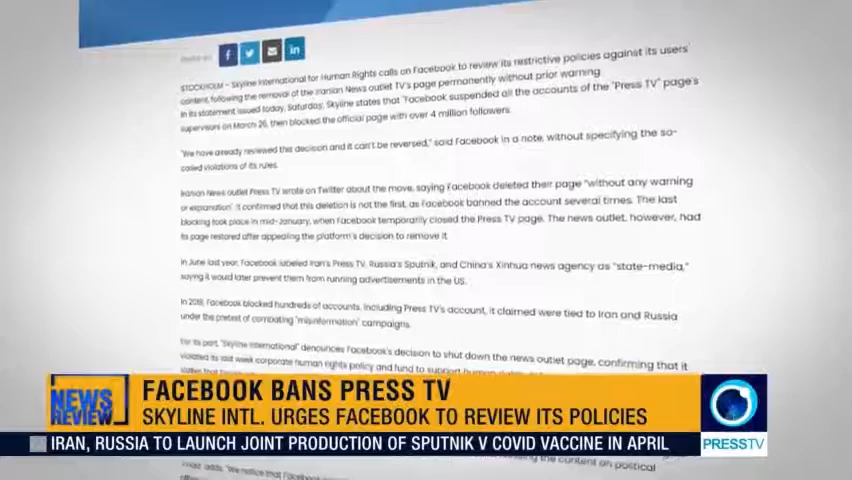 STOCKHOLM – Skyline International for Human Rights calls on Facebook to review its restrictive policies against its users'
content, following the removal of the Iranian News outlet TV's page permanently without prior warning
In its statement issued today, Saturday, Skyline states that "Facebook suspended all the accounts of the "Press TV" page's
supervisors on March 26, then blocked the official page with over 4 million followers.
"We have already reviewed this decision and it can't be reversed," said Facebook in a note, without specifying the so-
called violations of its rules.
Iranian News outlet Press TV wrote on Twitter about the move, saying Facebook deleted their page "without any warning
or expanation". It confirmed that this deletion is not the first, as Facebook banned the account several times. The last
blocking took place in mid-January, when Facebook temporarily closed the Press TV page. The news outlet, however, had
its page restored after appealing the platform's decision to remove it
In June last year, Facebook labeled Iran's Press TV, Russia's Sputnik, and China's Xinhua news agency as "state-media,"
saying it would later prevent them from running advertisements in the US.
In 2018, Facebook blocked hundreds of accounts, including Press TV's account, it claimed were tied to Iran and Russia
under the pretext of combating "misinformation" campaigns.
For its part, "Skyline International" denounces Facebook's decision to shut down the news outlet page, confirming that it
violated its last week corporate human rights policy and fund to support human
NEWS REVIEW
FACEBOOK BANS PRESS TV
SKYLINE INTL. URGES FACEBOOK TO REVIEW ITS POLICIES
IRAN, RUSSIA TO LAUNCH JOINT PRODUCTION OF SPUTNIK V COVID VACCINE IN APRIL
PRESSTV
the content on political
adds, "We notice that